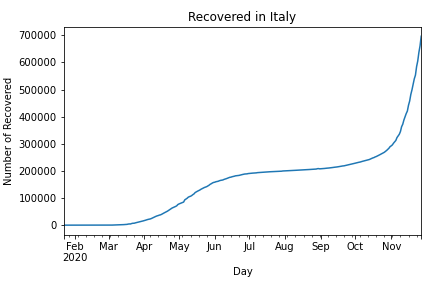 Recovered in Italy
700000
600000
500000
400000
300000
200000
100000
0
Number of Recovered
Feb Mar Apr May Jun Jul Aug Sep Oct Nov
2020
Day